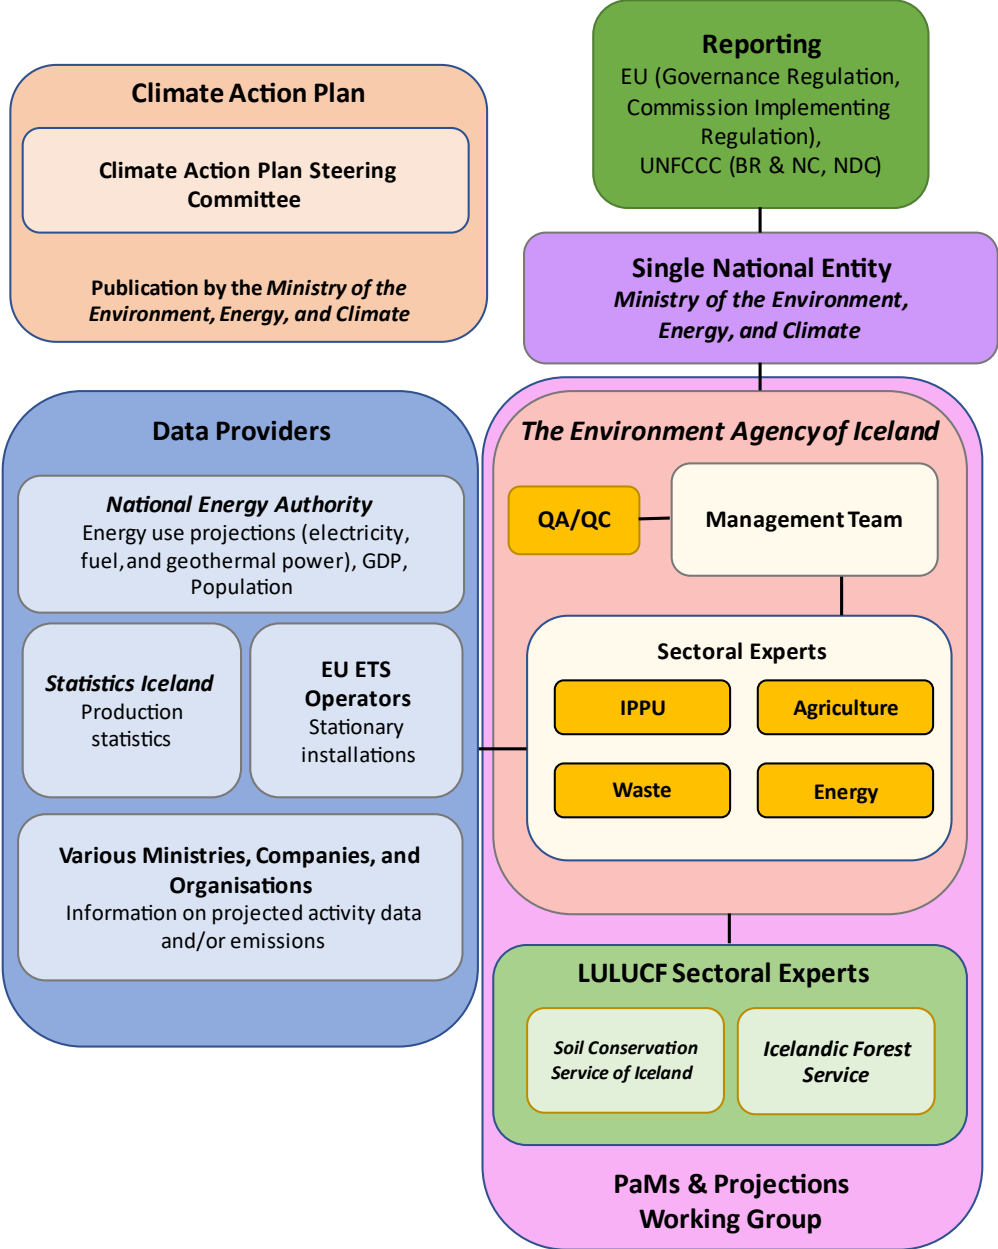 Climate Action Plan
Climate Action Plan Steering
Committee
Publication by the Ministry of the
Environment, Energy, and Climate
Reporting
EU (Governance Regulation,
Commission Implementing
Regulation),
UNFCCC (BR & NC, NDC)
Single National Entity
Ministry of the Environment,
Energy, and Climate
Data Providers
National Energy Authority
Energy use projections (electricity,
fuel, and geothermal power), GDP,
Population
Statistics Iceland
Production
statistics
EU ETS
Operators
Stationary
installations
Various Ministries, Companies, and
Organisations
Information on projected activity data
and/or emissions
The Environment Agency of Iceland
QA/QC
Management Team
Sectoral Experts
IPPU
Agriculture
Waste
Energy
LULUCF Sectoral Experts
Soil Conservation
Service of Iceland
Icelandic Forest
Service
PaMs & Projections
Working Group